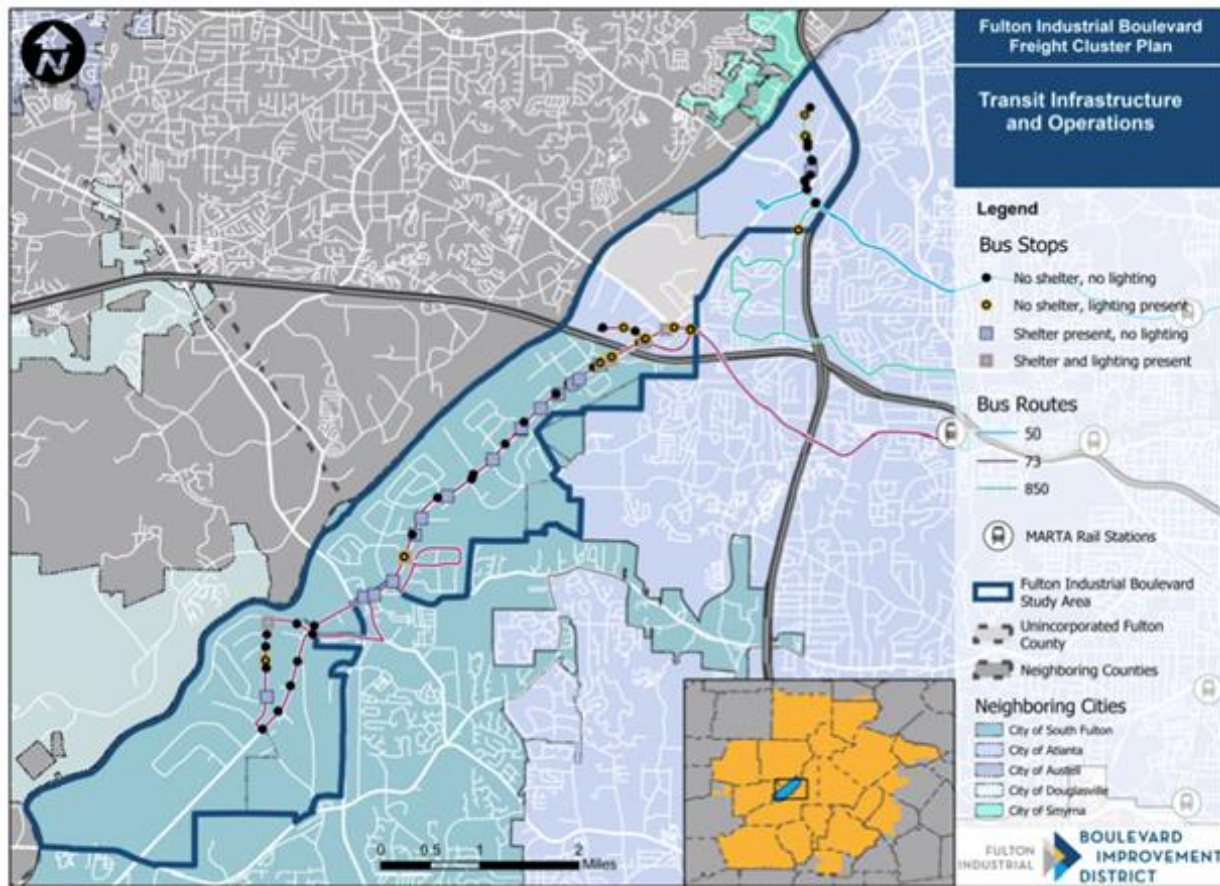 N
Fulton Industrial Boulevard
Freight Cluster Plan
Transit Infrastructure
and Operations
Legend
Bus Stops
No shelter, no lighting
No shelter, lighting present
Shelter present, no lighting
Shelter and lighting present
Bus Routes
50
73
850
MARTA Rail Stations
Fulton Industrial Boulevard
Study Area
Unincorporated Fulton
County
Neighboring Counties
Neighboring Cities
City of South Fulton
City of Atlanta
City of Austell
City of Douglasville
City of Smyrna
0 0.5 1 2
Miles
FULTON
INDUSTRIAL
BOULEVARD
IMPROVEMENT
DISTRICT